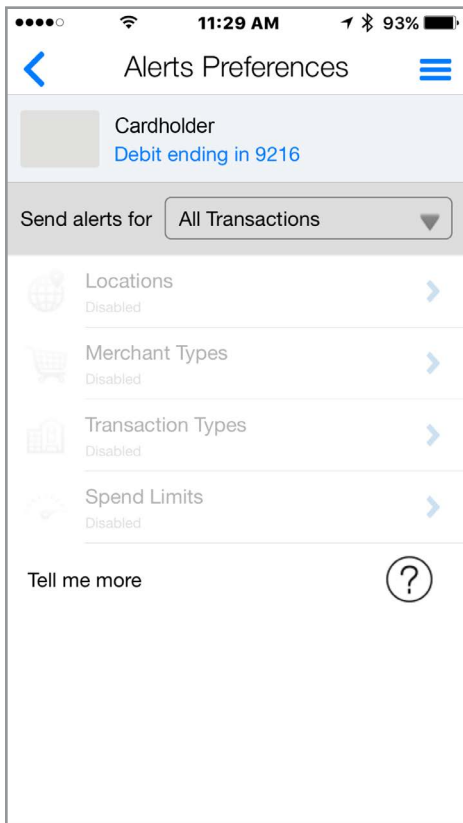 11:29 AM 93%
Alerts Preferences
Cardholder
Debit ending in 9216
Send alerts for All Transactions
Locations
Disabled
Merchant Types
Disabled
Transaction Types
Disabled
Spend Limits
Disabled
Tell me more ?